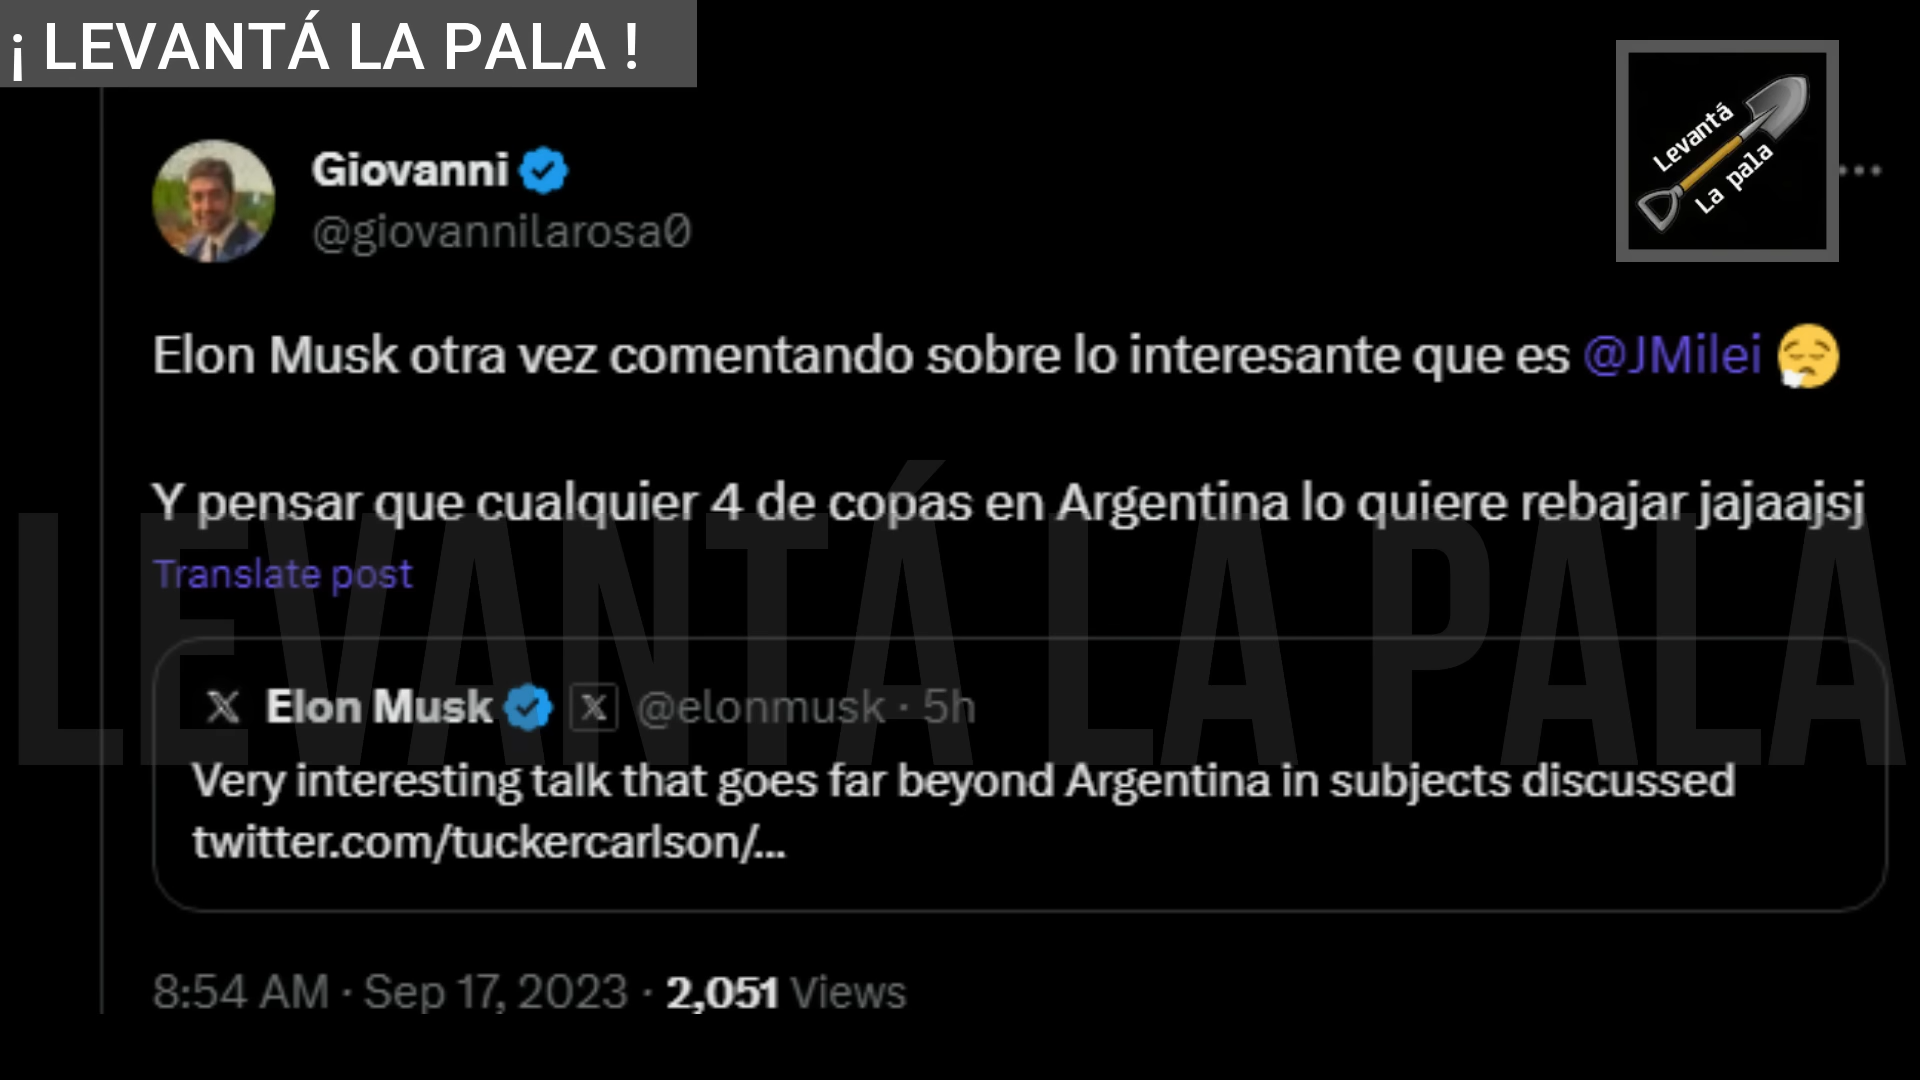 ¡ LEVANTÁ LA PALA !
Levantá
La pala
Giovanni
@giovannilarosa0
Elon Musk otra vez comentando sobre lo interesante que es @JMilei
Y pensar que cualquier 4 de copas en Argentina lo quiere rebajar jajaajsj
Translate post
LEVANTÁ LA PALA
X Elon Musk X @elonmusk · 5h
Very interesting talk that goes far beyond Argentina in subjects discussed
twitter.com/tuckercarlson/...
8:54 AM · Sep 17, 2023 · 2,051 Views